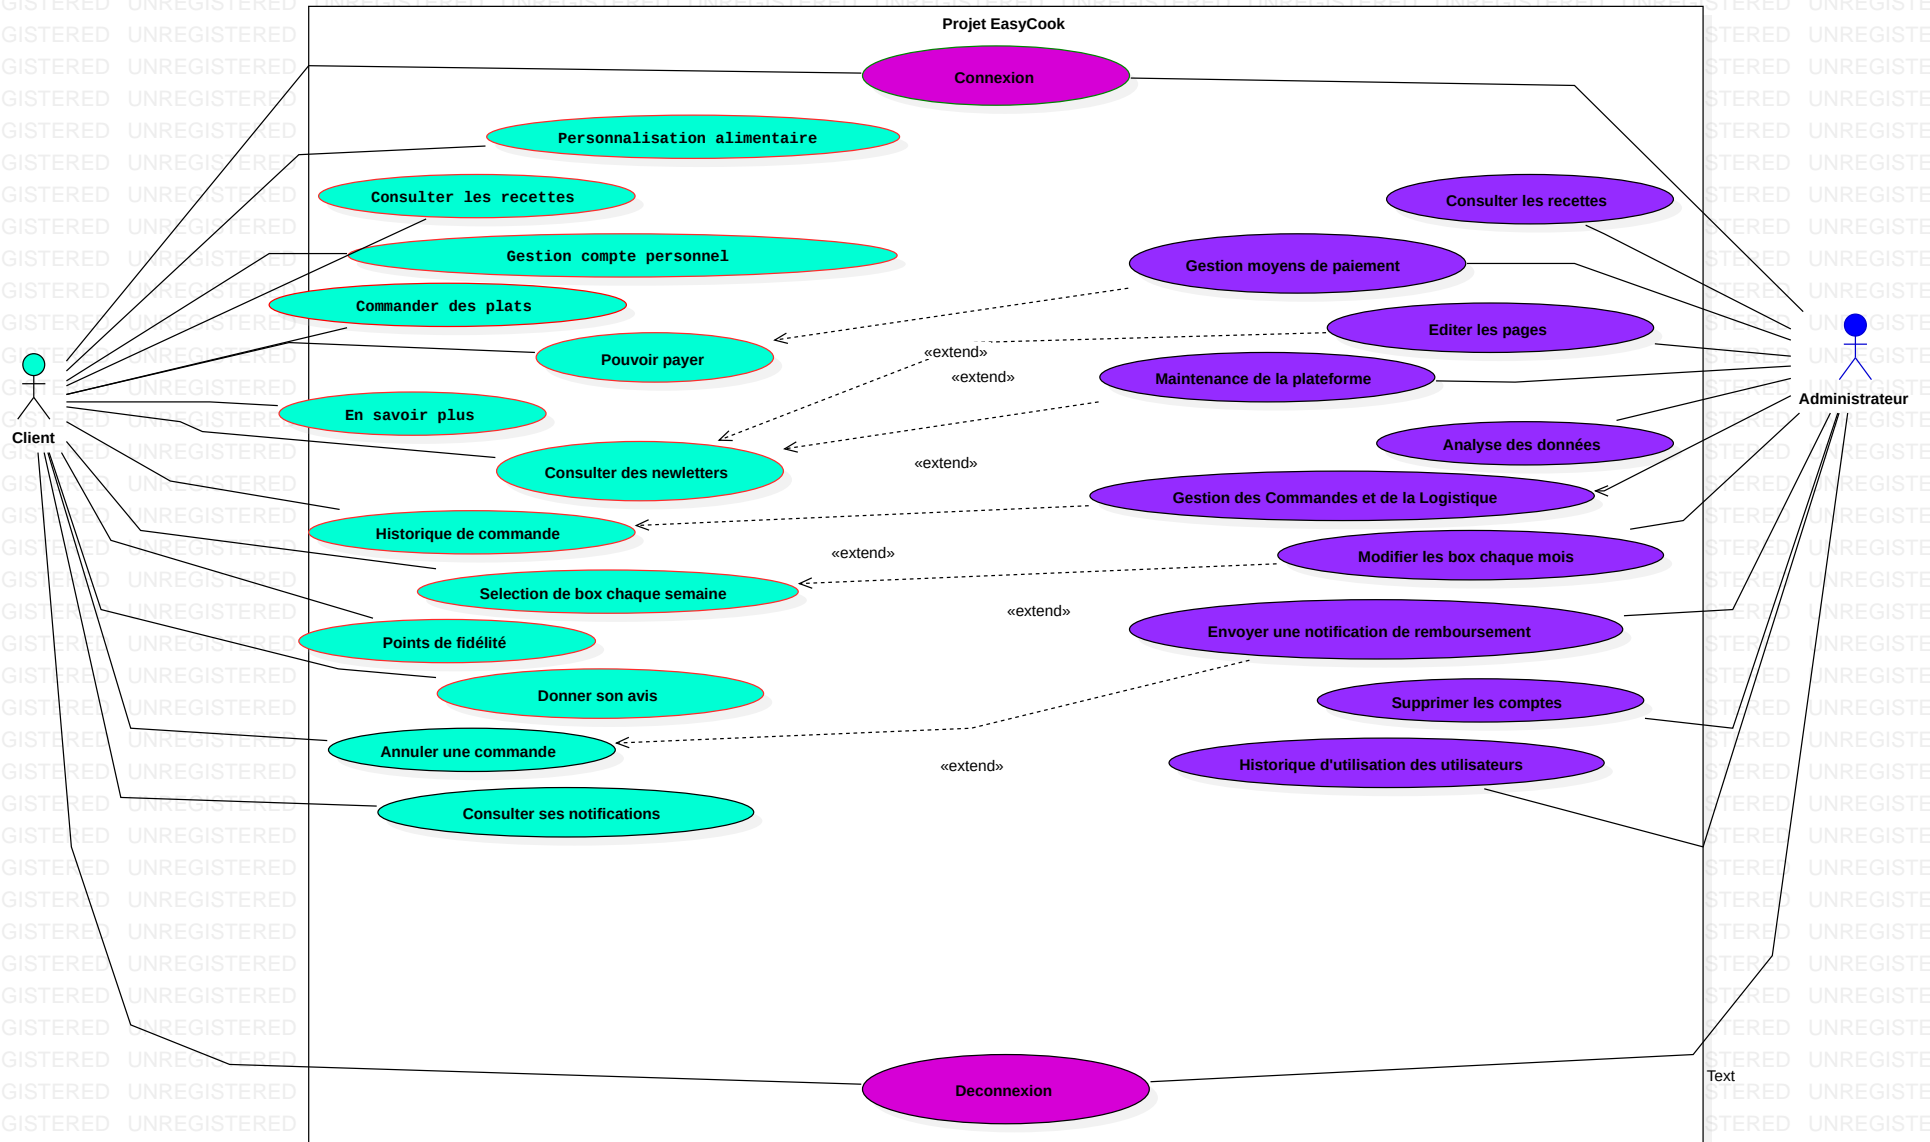 Projet EasyCook
Connexion
Personnalisation alimentaire
Consulter les recettes
Consulter les recettes
Gestion compte personnel
Gestion moyens de paiement
Commander des plats
Editer les pages
Pouvoir payer
«extend»
«extend»
Maintenance de la plateforme
Client
Administrateur
En savoir plus
Analyse des données
Consulter des newletters
«extend»
Gestion des Commandes et de la Logistique
Historique de commande
«extend»
Modifier les box chaque mois
Selection de box chaque semaine
«extend»
Envoyer une notification de remboursement
Points de fidélité
Donner son avis
Supprimer les comptes
Annuler une commande
«extend»
Historique d'utilisation des utilisateurs
Consulter ses notifications
Text
Deconnexion
UNREGISTERED